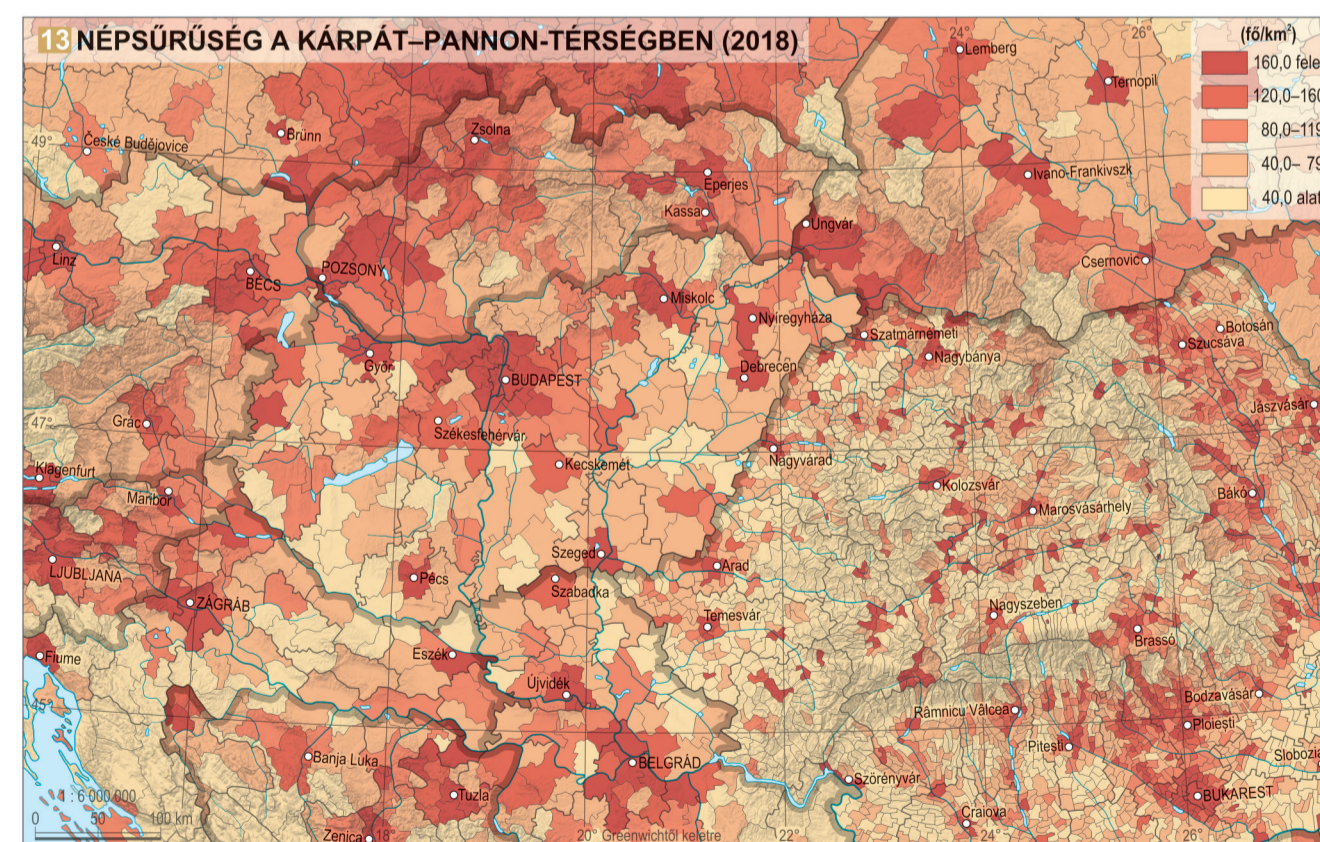 13 NÉPSŰRŰSÉG A KÁRPÁT–PANNON-TÉRSÉGBEN (2018)
(fő/km²)
160,0 fele
120,0–160
80,0–119
40,0– 79
40,0 alat
24°
26°
Lemberg
Ternopil
49°
České Budějovice
Brünn
Zsolna
Eperjes
Ivano-Frankivszk
Kassa
Ungvár
Linz
BÉCS
POZSONY
Csernovic
Miskolc
Nyíregyháza
Szatmárnémeti
Botosán
Szucsáva
Nagybánya
Győr
BUDAPEST
Debrecen
Jászvásár
47°
Grác
Székesfehérvár
Klagenfurt
Kecskemét
Nagyvárad
Kolozsvár
Bákó
Maribor
Marosvásárhely
Szeged
Arad
LJUBLJANA
Pécs
Szabadka
ZÁGRÁB
Temesvár
Nagyszeben
Brassó
Fiume
Eszék
Újvidék
Bodzavásár
45°
Râmnicu Vâlcea
Ploiești
Pitești
Slobozia
Banja Luka
BELGRÁD
Szörényvár
Tuzla
BUKAREST
1 : 6 000 000
0 50 100 km
Craiova
Zenica
18°
20° Greenwichtől keletre
22°
24°
26°